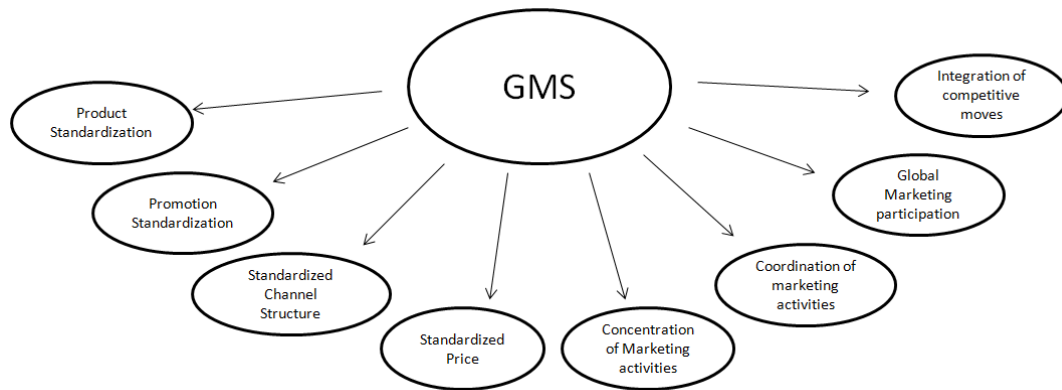 GMS
Product
Standardization
Promotion
Standardization
Standardized
Channel
Structure
Standardized
Price
Concentration
of Marketing
activities
Coordination of
marketing
activities
Global
Marketing
participation
Integration of
competitive
moves